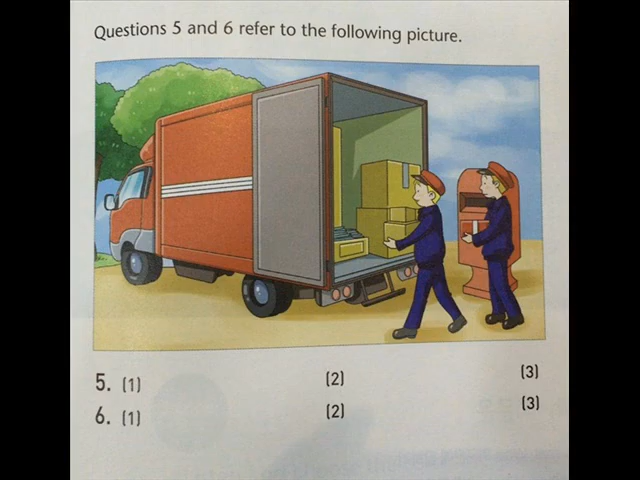 Questions 5 and 6 refer to the following picture.
5. (1) (2) (3)
6. (1) (2) (3)